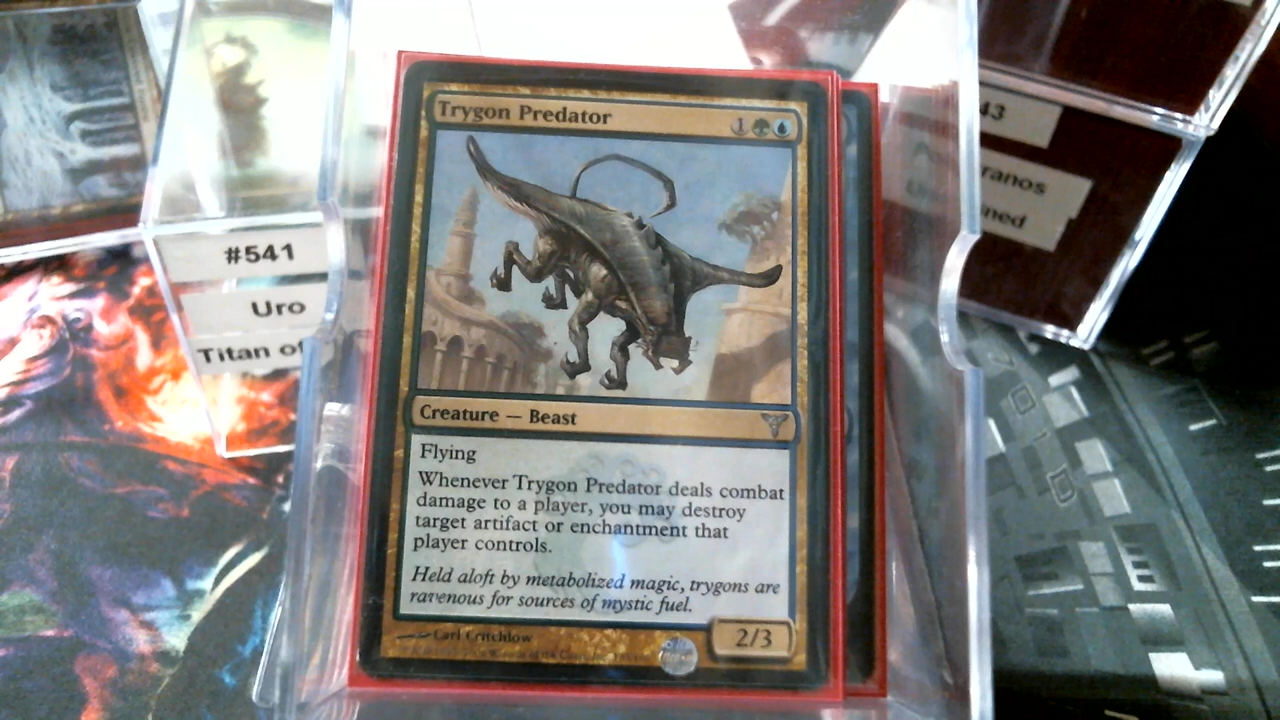 Trygon Predator
1
Creature — Beast
Flying
Whenever Trygon Predator deals combat
damage to a player, you may destroy
target artifact or enchantment that
player controls.
Held aloft by metabolized magic, trygons are
ravenous for sources of mystic fuel.
2/3
Carl Critchlow
#541
Uro
Titan of
43
ranos
ined